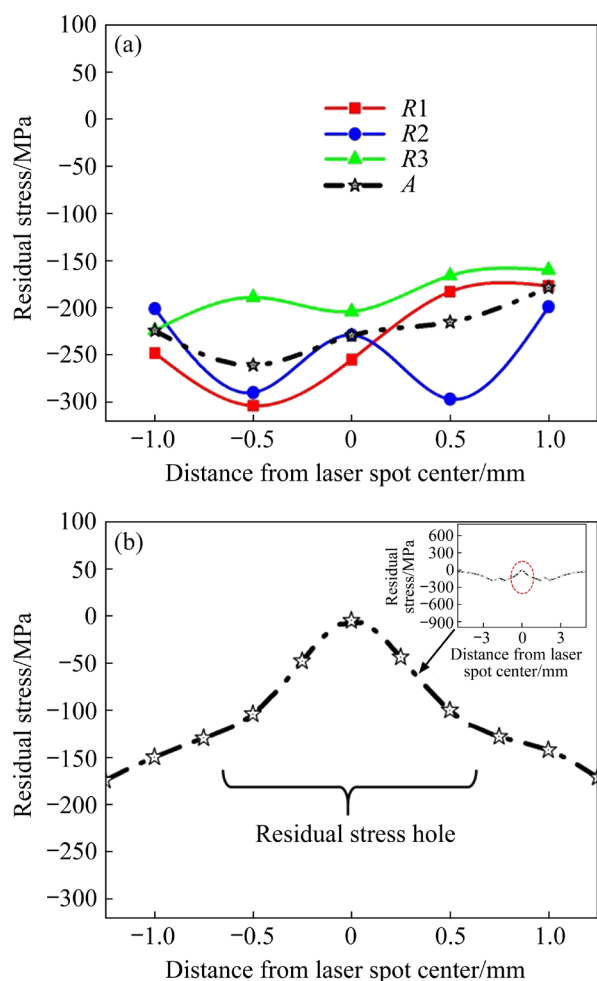 (a)
100
50
0
−50
−100
−150
−200
−250
−300
Residual stress/MPa
R1
R2
R3
A
−1.0 −0.5 0 0.5 1.0
Distance from laser spot center/mm
(b)
100
50
0
−50
−100
−150
−200
−250
−300
Residual stress/MPa
600
300
0
−300
−600
−900
Residual
stress/MPa
−3 0 3
Distance from laser
spot center/mm
Residual stress hole
−1.0 −0.5 0 0.5 1.0
Distance from laser spot center/mm